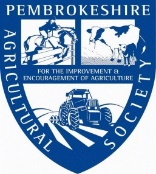 PEMBROKESHIRE
AGRICULTURAL
SOCIETY
FOR THE IMPROVEMENT &
ENCOURAGEMENT OF AGRICULTURE